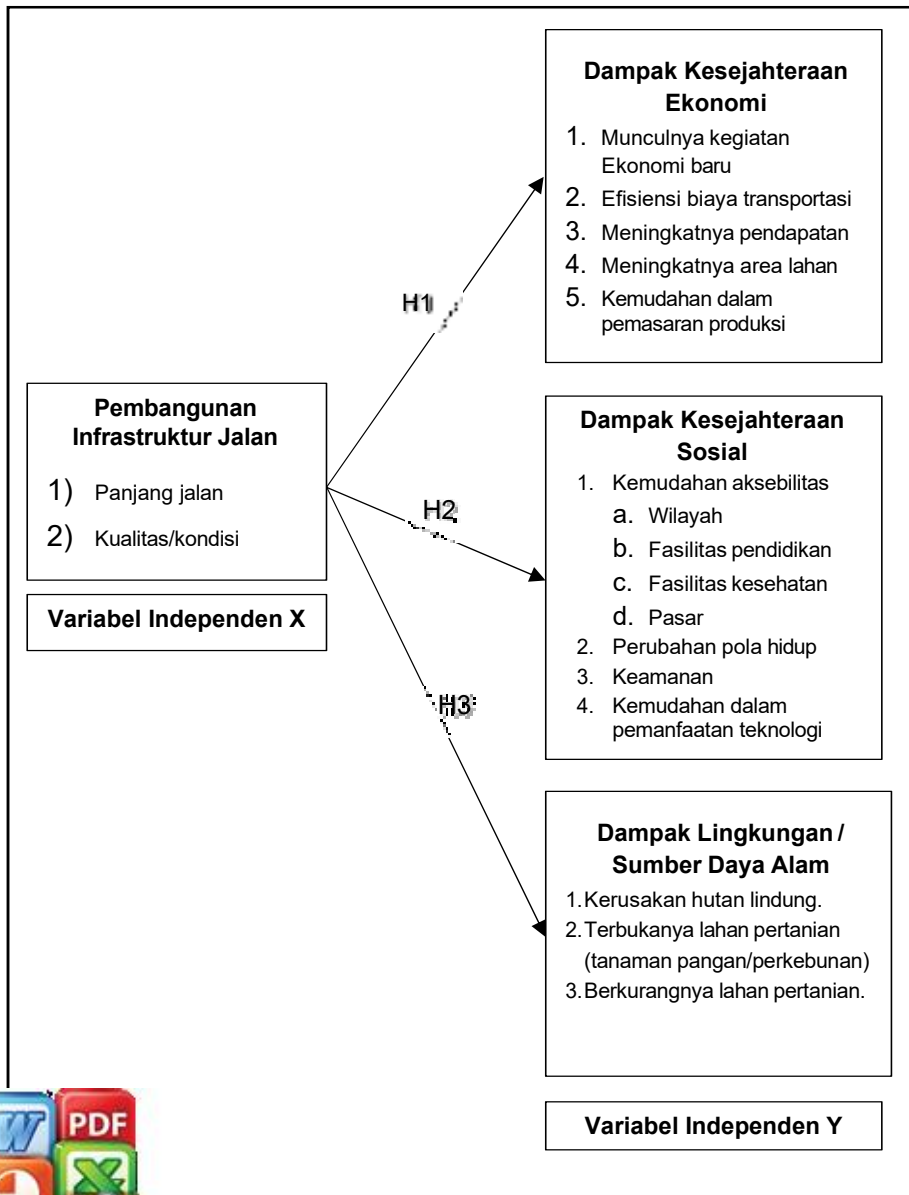 Dampak Kesejahteraan
Ekonomi
1. Munculnya kegiatan
Ekonomi baru
2. Efisiensi biaya transportasi
3. Meningkatnya pendapatan
4. Meningkatnya area lahan
5. Kemudahan dalam
pemasaran produksi
H1
Pembangunan
Infrastruktur Jalan
1) Panjang jalan
2) Kualitas/kondisi
Variabel Independen X
H2
Dampak Kesejahteraan
Sosial
1. Kemudahan aksebilitas
a. Wilayah
b. Fasilitas pendidikan
c. Fasilitas kesehatan
d. Pasar
2. Perubahan pola hidup
3. Keamanan
4. Kemudahan dalam
pemanfaatan teknologi
H3
Dampak Lingkungan /
Sumber Daya Alam
1.Kerusakan hutan lindung.
2.Terbukanya lahan pertanian
(tanaman pangan/perkebunan)
3.Berkurangnya lahan pertanian.
Variabel Independen Y
W
PDF
X